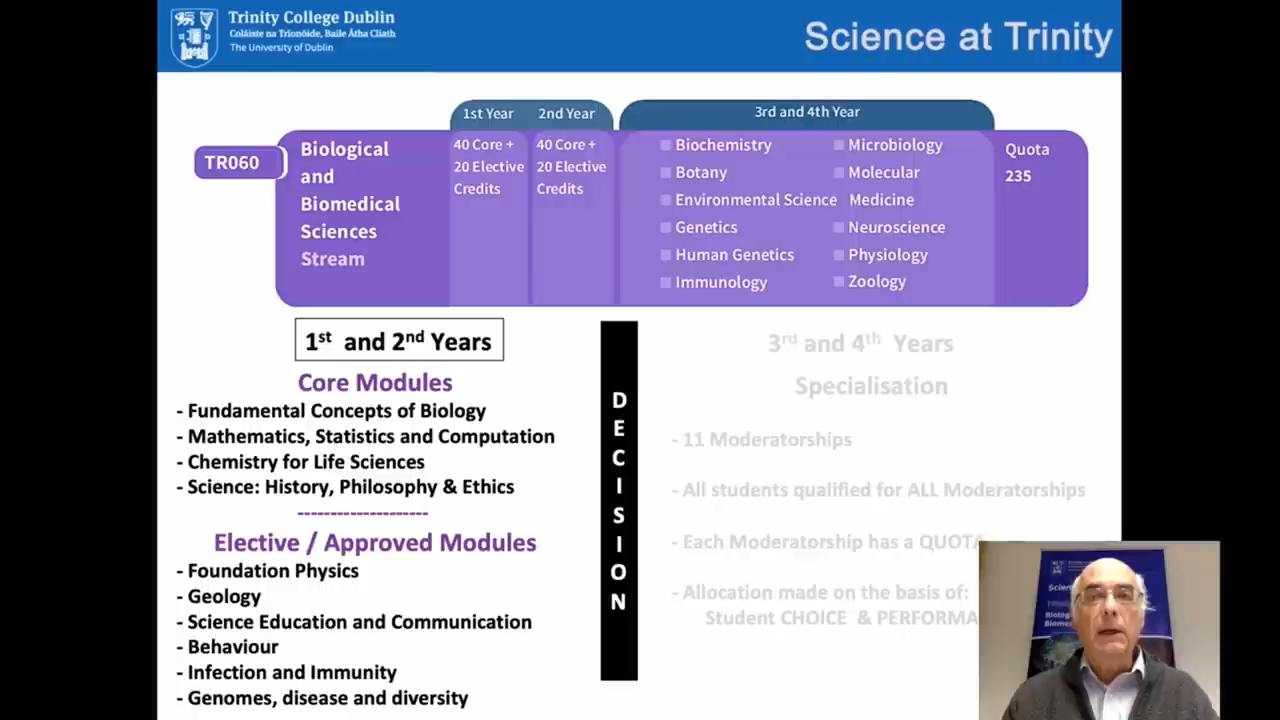 Trinity College Dublin
Coláiste na Tríonóide, Baile Átha Cliath
The University of Dublin
Science at Trinity
1st Year
2nd Year
3rd and 4th Year
TR060
Biological
and
Biomedical
Sciences
Stream
40 Core +
20 Elective
Credits
40 Core +
20 Elective
Credits
Biochemistry
Botany
Environmental Science
Genetics
Human Genetics
Immunology
Microbiology
Molecular
Medicine
Neuroscience
Physiology
Zoology
Quota
235
1st and 2nd Years
Core Modules
- Fundamental Concepts of Biology
- Mathematics, Statistics and Computation
- Chemistry for Life Sciences
- Science: History, Philosophy & Ethics
--------------------
Elective / Approved Modules
- Foundation Physics
- Geology
- Science Education and Communication
- Behaviour
- Infection and Immunity
- Genomes, disease and diversity
DECISION
3rd and 4th Years
Specialisation
- 11 Moderatorships
- All students qualified for ALL Moderatorships
- Each Moderatorship has a QUOTA
- Allocation made on the basis of:
Student CHOICE & PERFORMA